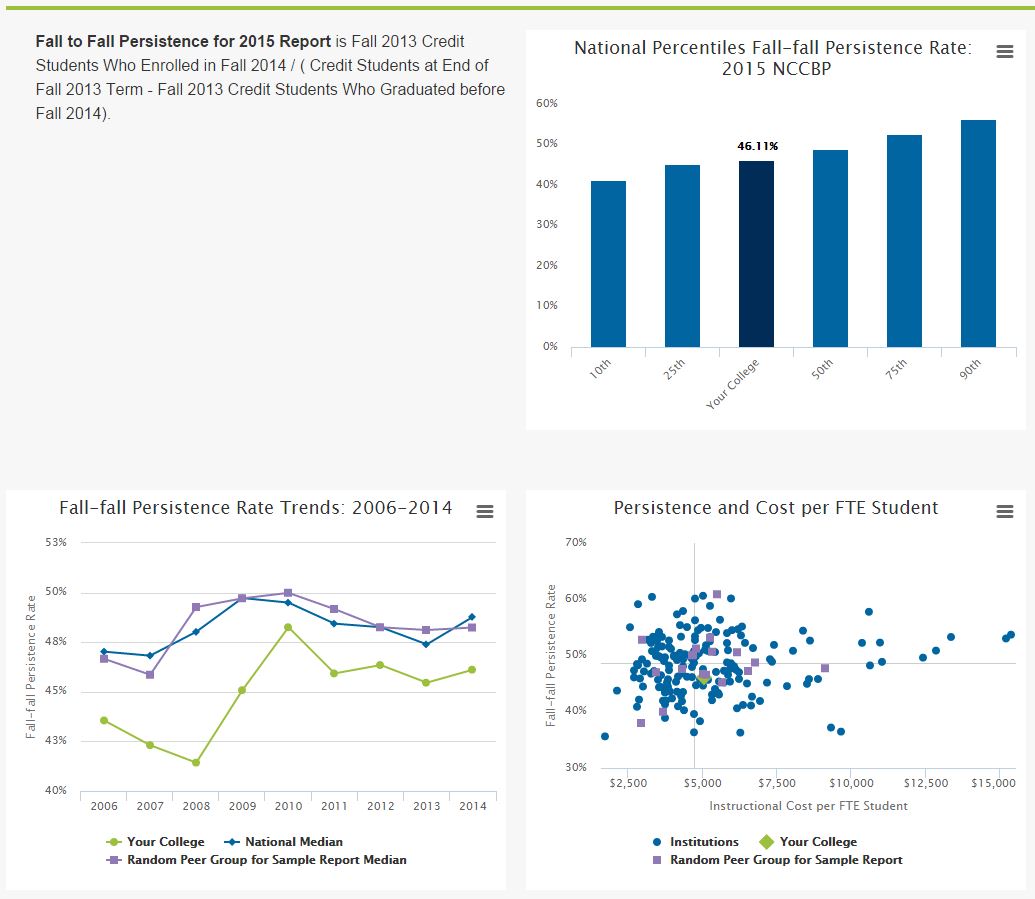 Fall to Fall Persistence for 2015 Report is Fall 2013 Credit
Students Who Enrolled in Fall 2014 / ( Credit Students at End of
Fall 2013 Term - Fall 2013 Credit Students Who Graduated before
Fall 2014).
National Percentiles Fall-fall Persistence Rate:
2015 NCCBP
60%
50%
40%
30%
20%
10%
0%
46.11%
10th
25th
Your College
50th
75th
90th
Fall-fall Persistence Rate Trends: 2006-2014
Fall-fall Persistence Rate
53%
50%
48%
45%
43%
40%
2006 2007 2008 2009 2010 2011 2012 2013 2014
Your College National Median
Random Peer Group for Sample Report Median
Persistence and Cost per FTE Student
Fall-fall Persistence Rate
70%
60%
50%
40%
30%
$2,500 $5,000 $7,500 $10,000 $12,500 $15,000
Instructional Cost per FTE Student
Institutions Your College
Random Peer Group for Sample Report